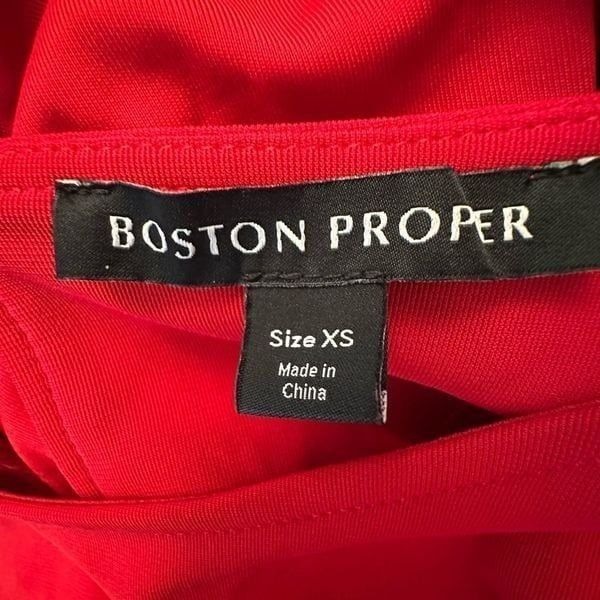 BOSTON PROPER
Size XS
Made in
China